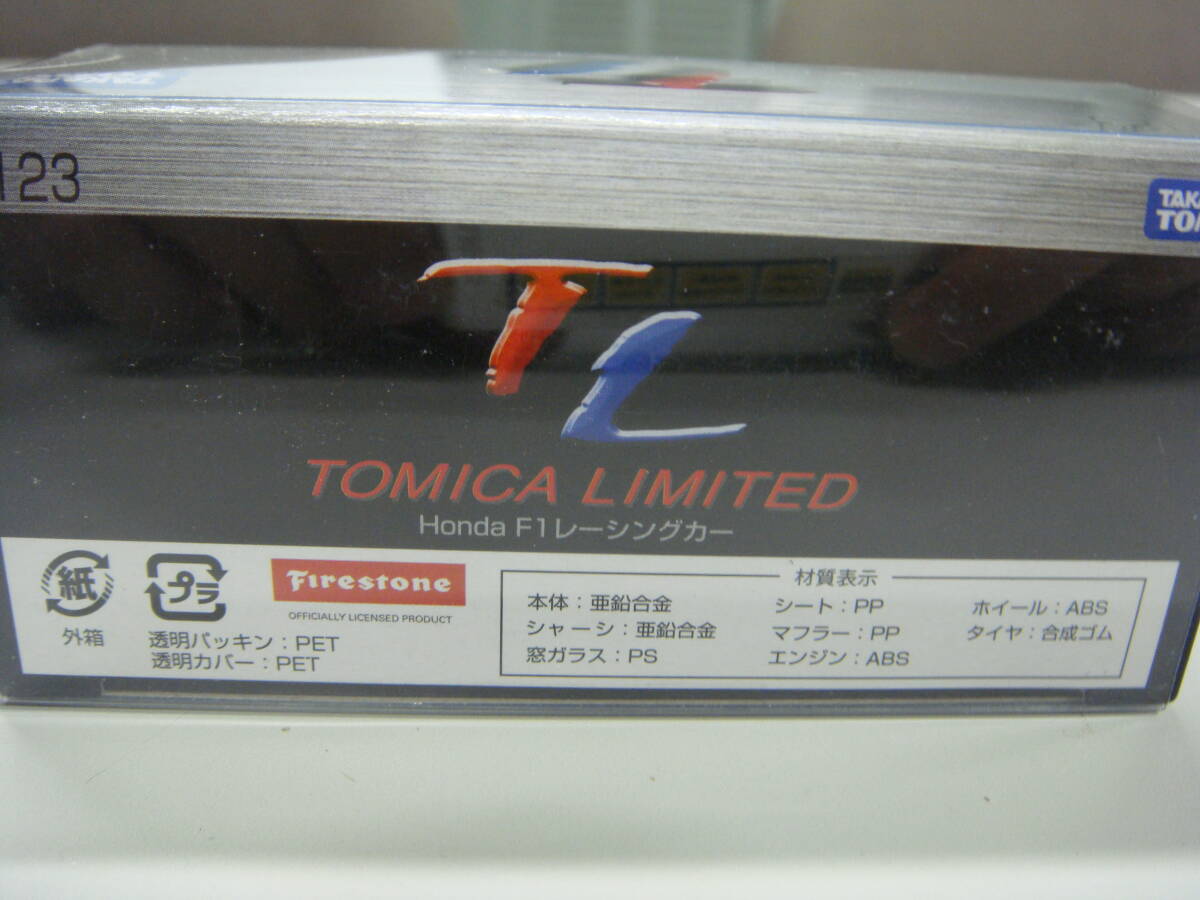 123
TAKA
TOM
TL
TOMICA LIMITED
Honda F1レーシングカー
紙
外箱
プラ
透明パッキン：PET
透明カバー：PET
Firestone
OFFICIALLY LICENSED PRODUCT
材質表示
本体：亜鉛合金 シート：PP ホイール：ABS
シャーシ：亜鉛合金 マフラー：PP タイヤ：合成ゴム
窓ガラス：PS エンジン：ABS